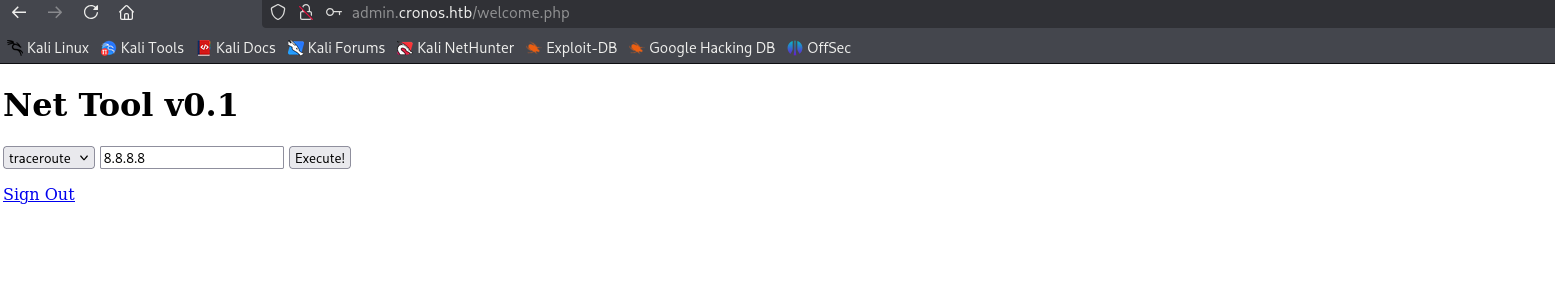 admin.cronos.htb/welcome.php
Kali Linux Kali Tools Kali Docs Kali Forums Kali NetHunter Exploit-DB Google Hacking DB OffSec
Net Tool v0.1
traceroute 8.8.8.8 Execute!
Sign Out